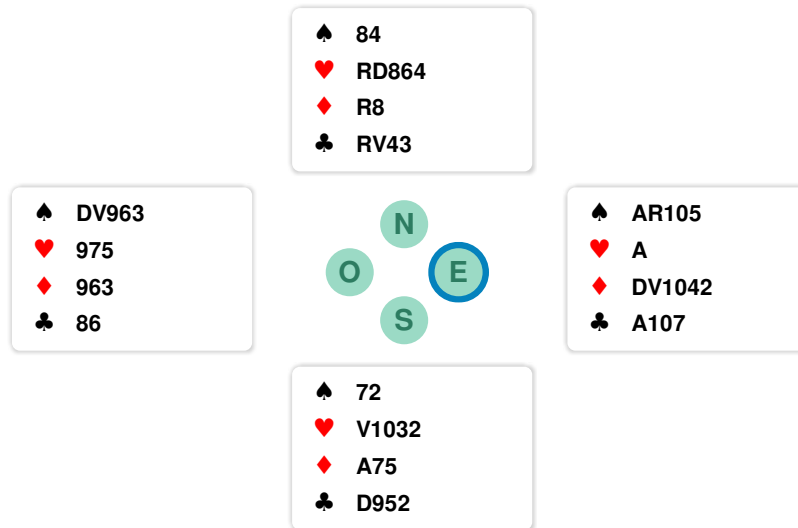 ♠ 84
♥ RD864
♦ R8
♣ RV43
♠ DV963
♥ 975
♦ 963
♣ 86
N
O
E
S
♠ AR105
♥ A
♦ DV1042
♣ A107
♠ 72
♥ V1032
♦ A75
♣ D952